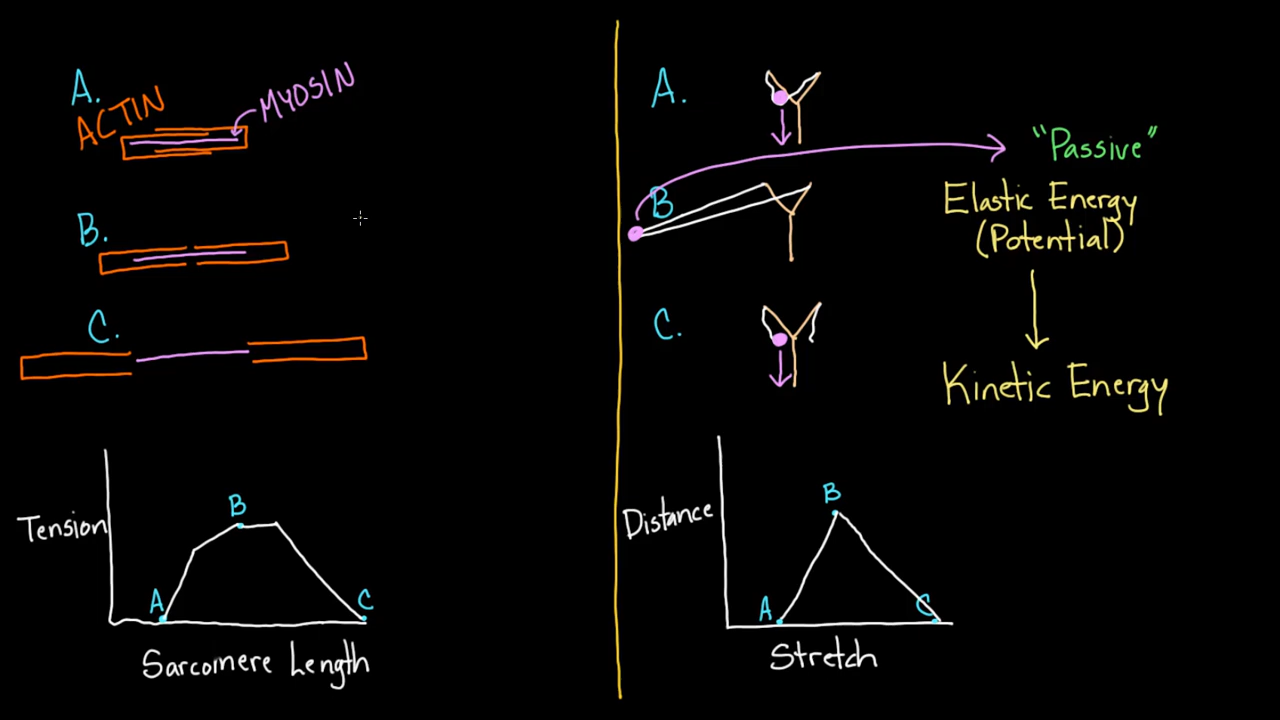 A.
ACTIN
MYOSIN
B.
C.
Tension
A
B
C
Sarcomere Length
A.
B
C.
"Passive"
Elastic Energy
(Potential)
Kinetic Energy
Distance
A
B
C
Stretch